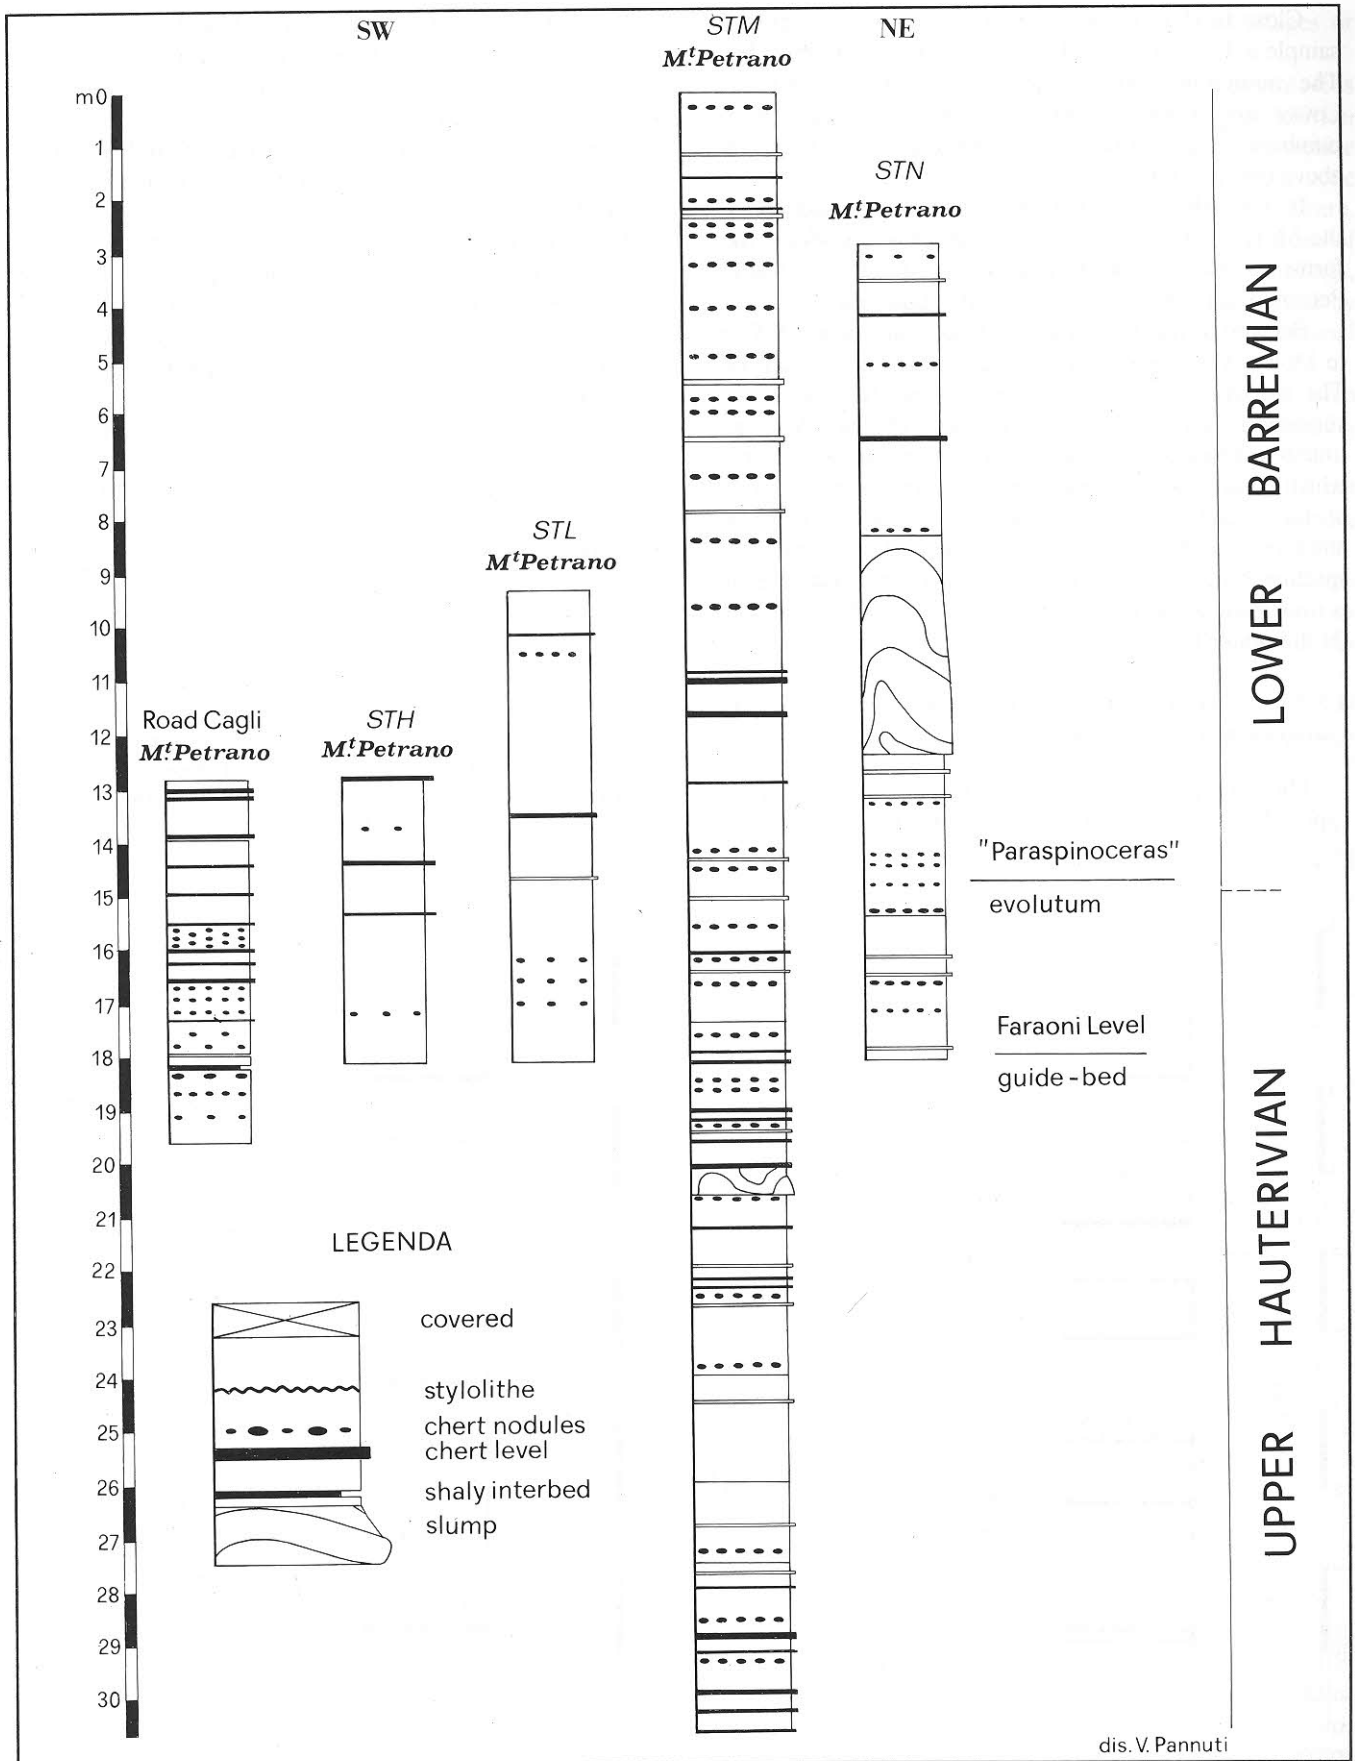 SW
STM
M.t Petrano
NE
m0
1
2
3
4
5
6
7
8
9
10
11
12
13
14
15
16
17
18
19
20
21
22
23
24
25
26
27
28
29
30
STN
M.t Petrano
STL
Mt Petrano
Road Cagli
M.t Petrano
STH
M.t Petrano
"Paraspinoceras"
evolutum
Faraoni Level
guide-bed
LOWER BARREMIAN
UPPER HAUTERIVIAN
LEGENDA
covered
stylolithe
chert nodules
chert level
shaly interbed
slump
dis. V. Pannuti